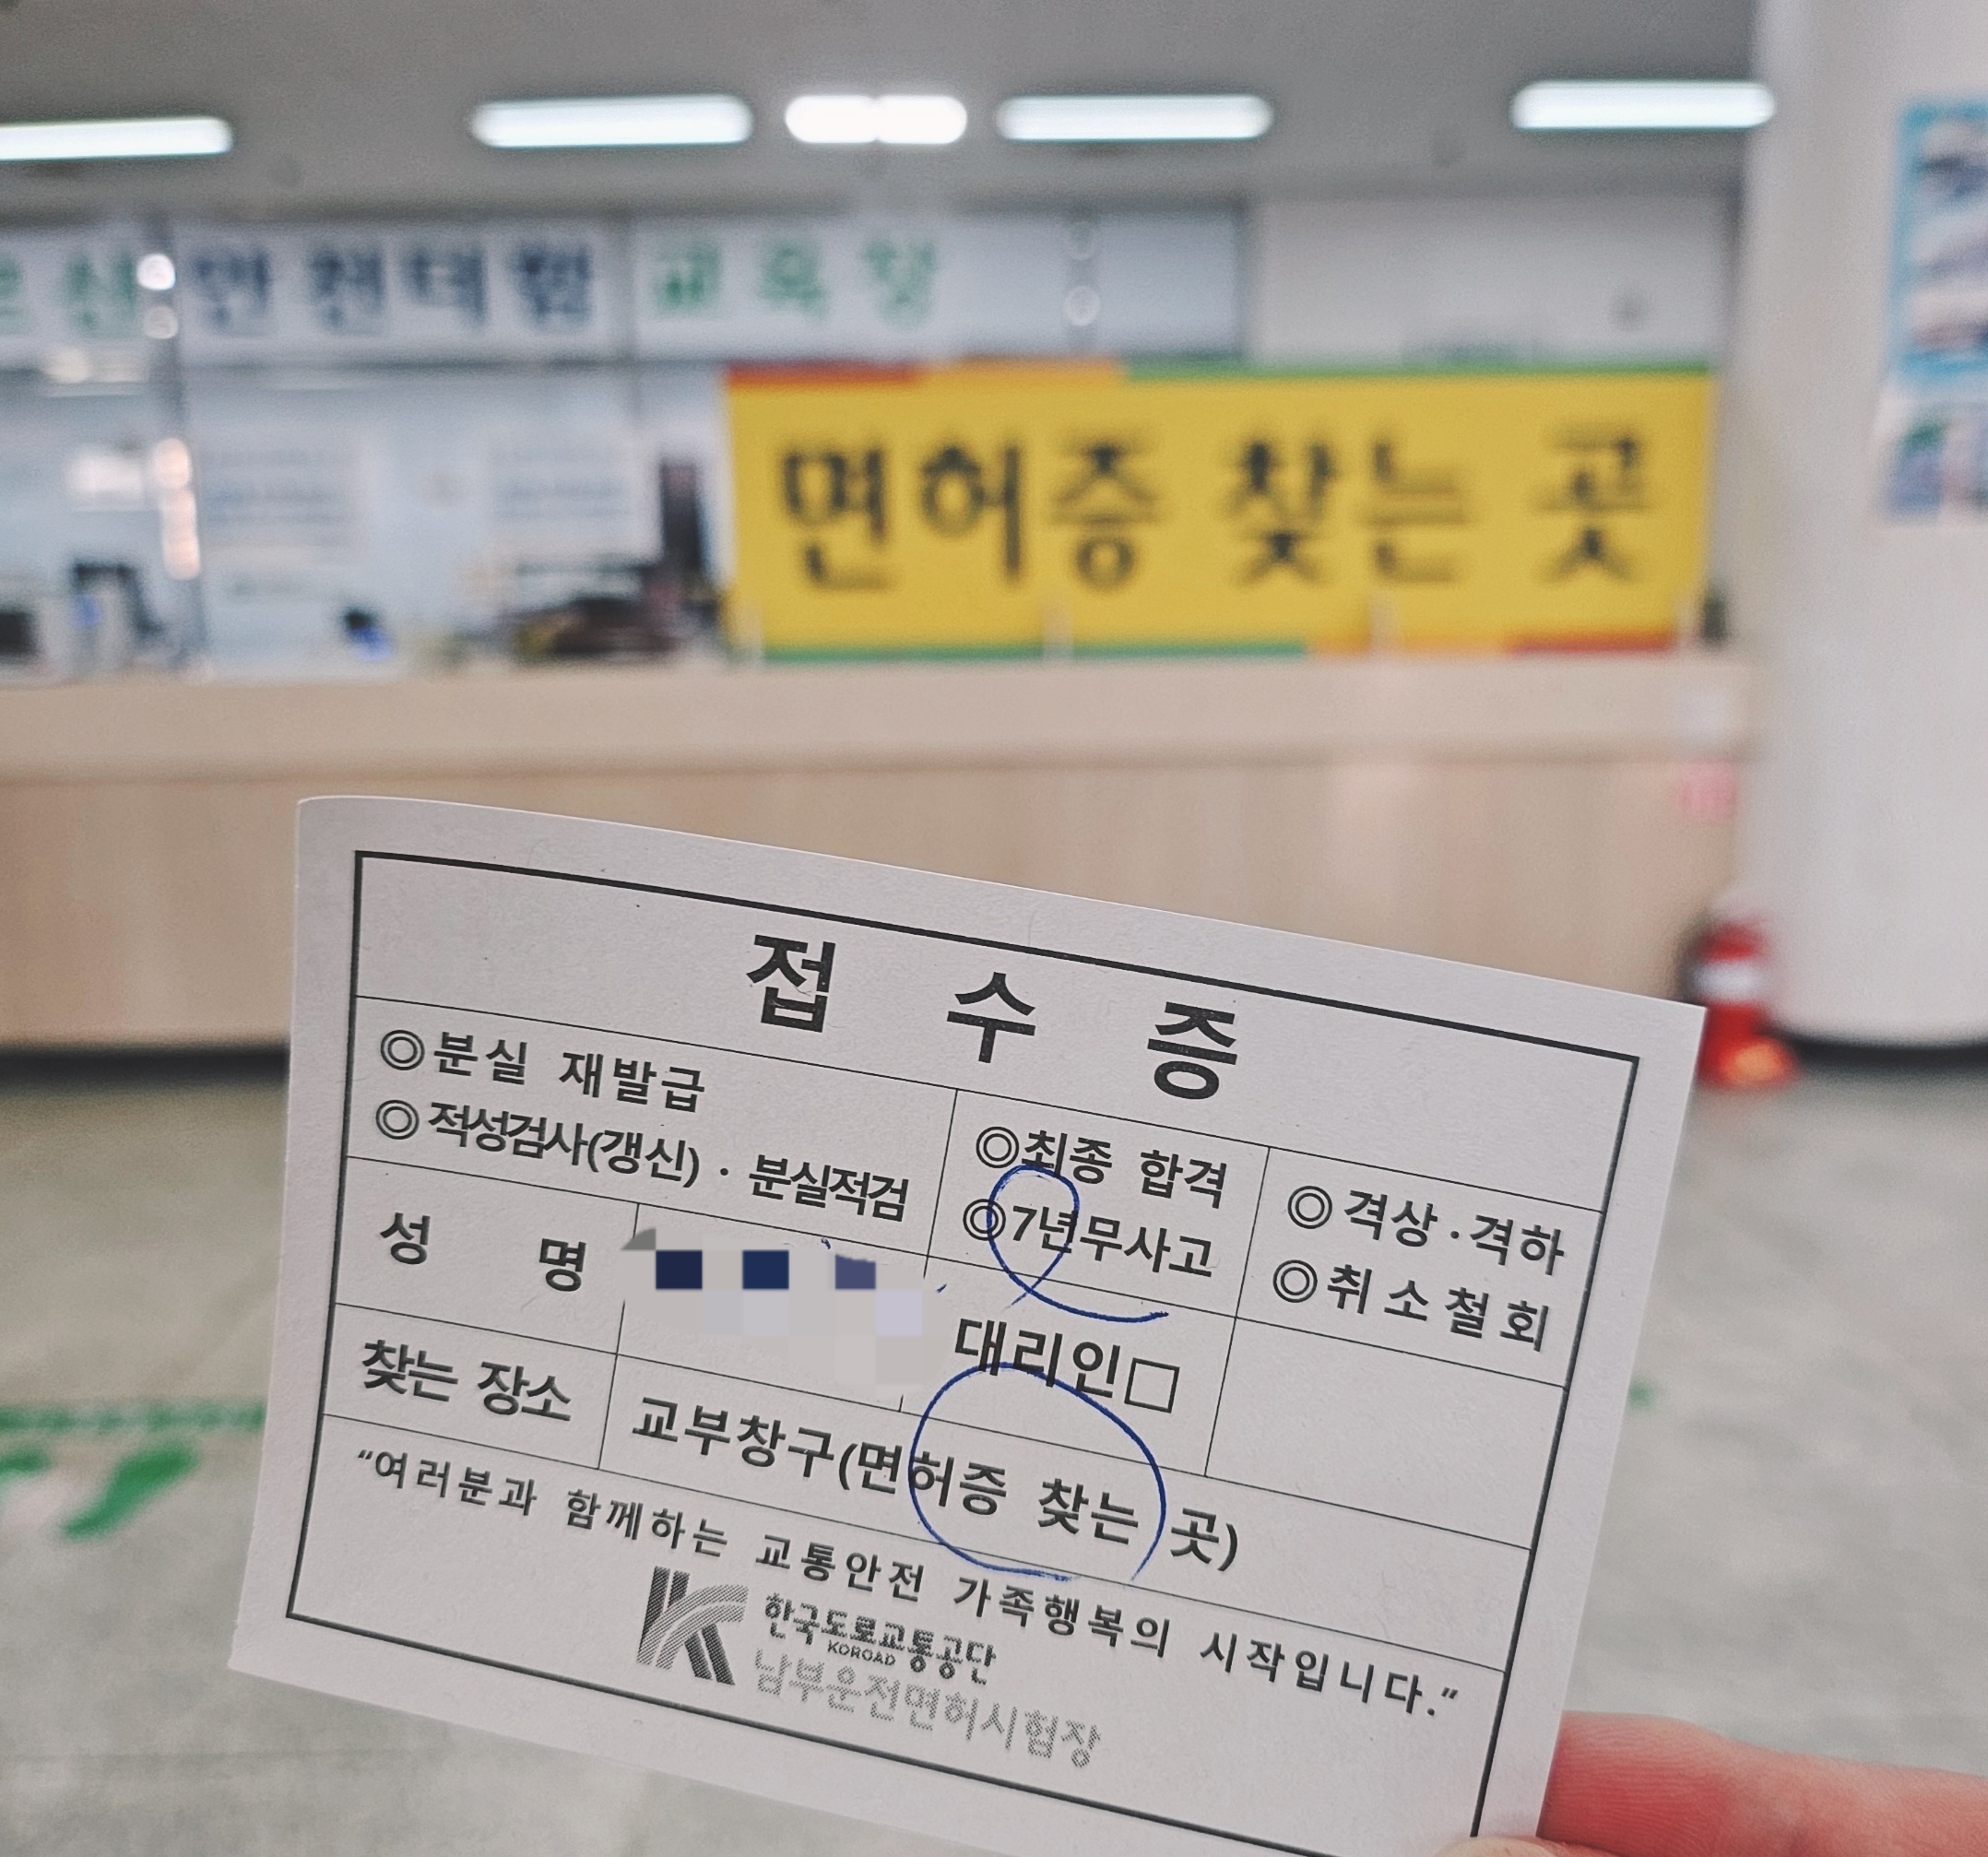 교육장
면허증 찾는 곳
접수증
◎분실 재발급
◎적성검사(갱신)·분실적검
◎최종 합격
◎7년무사고
◎격상·격하
◎취소철회
성명
대리인□
찾는 장소
교부창구(면허증 찾는 곳)
“여러분과 함께하는 교통안전 가족행복의 시작입니다.”
한국도로교통공단
KOROAD
남부운전면허시험장